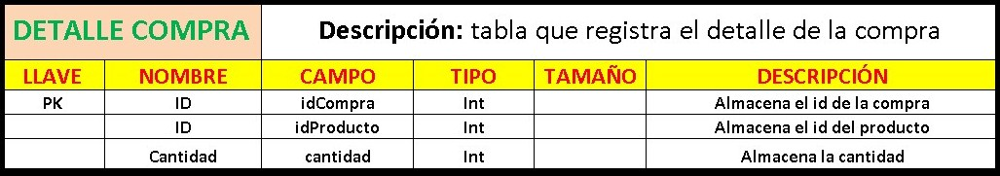 DETALLE COMPRA Descripción: tabla que registra el detalle de la compra
LLAVE NOMBRE CAMPO TIPO TAMAÑO DESCRIPCIÓN
PK ID idCompra Int Almacena el id de la compra
ID idProducto Int Almacena el id del producto
Cantidad cantidad Int Almacena la cantidad